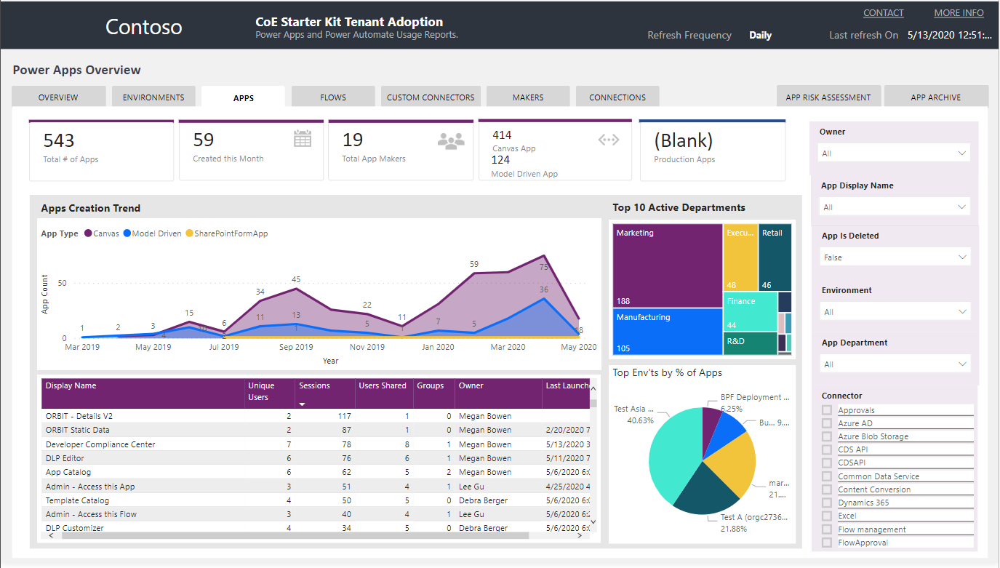 CONTACT
MORE INFO
Contoso
CoE Starter Kit Tenant Adoption
Power Apps and Power Automate Usage Reports.
Refresh Frequency Daily
Last refresh On 5/13/2020 12:51:...
Power Apps Overview
OVERVIEW
ENVIRONMENTS
APPS
FLOWS
CUSTOM CONNECTORS
MAKERS
CONNECTIONS
APP RISK ASSESSMENT
APP ARCHIVE
543
Total # of Apps
59
Created this Month
19
Total App Makers
414
Canvas App
124
Model Driven App
(Blank)
Production Apps
Apps Creation Trend
App Type Canvas Model Driven SharePointFormApp
App Count
50
0
1
2
3
4
15
10
6
2
34
11
45
13
1
22
5
11
1
7
59
5
75
36
18
Mar 2019
May 2019
Jul 2019
Sep 2019
Nov 2019
Jan 2020
Mar 2020
May 2020
Year
Display Name Unique Users Sessions Users Shared Groups Owner Last Launch
ORBIT - Details V2 2 117 1 0 Megan Bowen
ORBIT Static Data 2 87 1 0 Megan Bowen 2/20/2020 7
Developer Compliance Center 7 78 8 1 Megan Bowen 5/13/2020 3
DLP Editor 6 76 6 1 Megan Bowen 5/11/2020 7
App Catalog 6 62 5 2 Megan Bowen 5/6/2020 6:0
Admin - Access this App 3 51 4 1 Lee Gu 4/25/2020 4
Template Catalog 4 50 5 0 Debra Berger 5/6/2020 6:0
Admin - Access this Flow 3 40 4 1 Lee Gu 5/6/2020 6:2
DLP Customizer 4 34 5 0 Debra Berger 5/6/2020 6:0
Top 10 Active Departments
Marketing
188
Manufacturing
105
Execu...
48
Retail
46
Finance
44
R&D
Top Env'ts by % of Apps
BPF Deployment ...
6.25%
Bu... 9....
mar...
21....
Test A (orgc2736...
21.88%
Test Asia ...
40.63%
Owner
All
App Display Name
All
App Is Deleted
False
Environment
All
App Department
All
Connector
Approvals
Azure AD
Azure Blob Storage
CDS API
CDSAPI
Common Data Service
Content Conversion
Dynamics 365
Excel
Flow management
FlowApproval